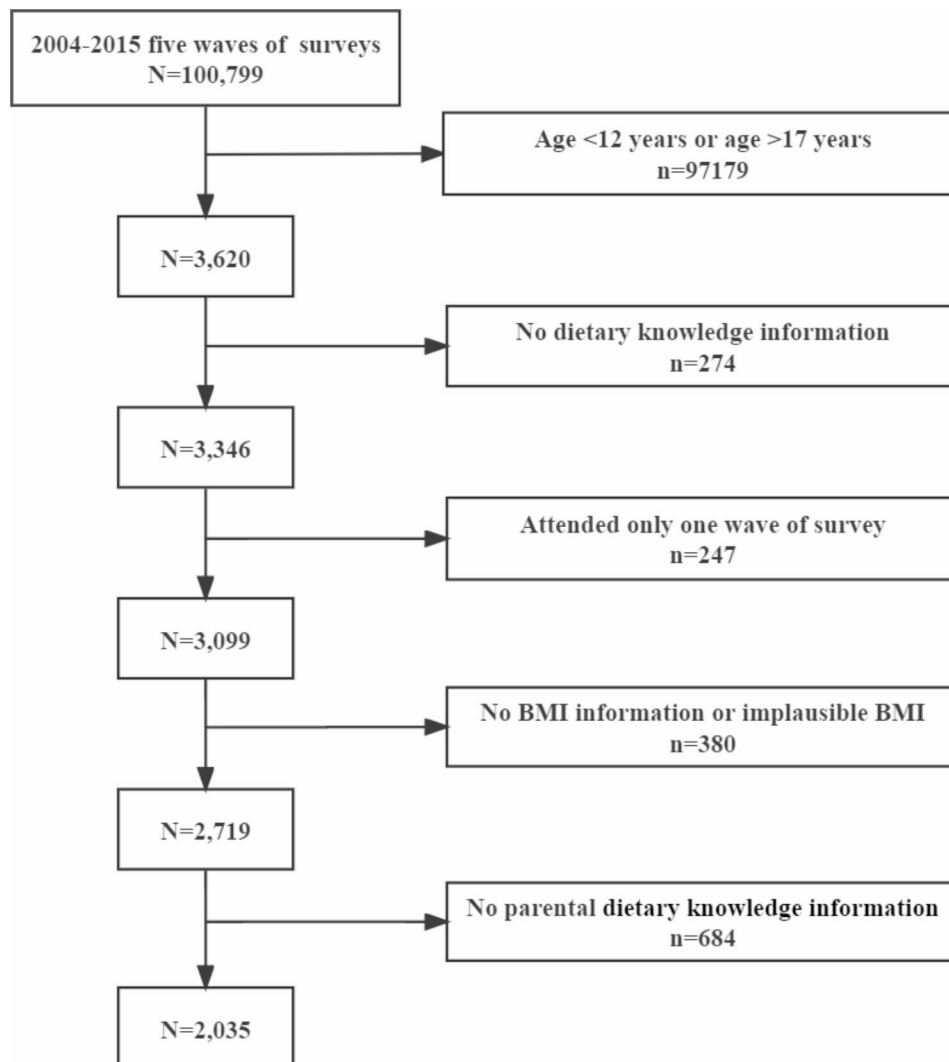 2004-2015 five waves of surveys
N=100,799
Age <12 years or age >17 years
n=97179
N=3,620
No dietary knowledge information
n=274
N=3,346
Attended only one wave of survey
n=247
N=3,099
No BMI information or implausible BMI
n=380
N=2,719
No parental dietary knowledge information
n=684
N=2,035